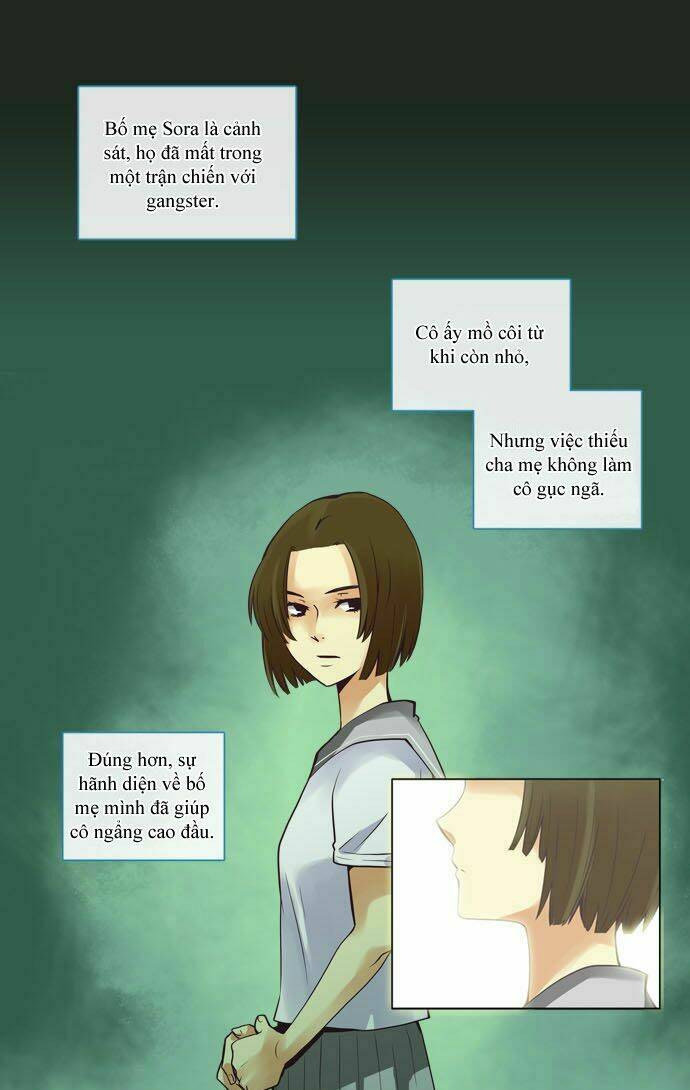 Bố mẹ Sora là cảnh
sát, họ đã mất trong
một trận chiến với
gangster.
Cô ấy mồ côi từ
khi còn nhỏ,
Nhưng việc thiếu
cha mẹ không làm
cô gục ngã.
Đúng hơn, sự
hãnh diện về bố
mẹ mình đã giúp
cô ngẩng cao đầu.